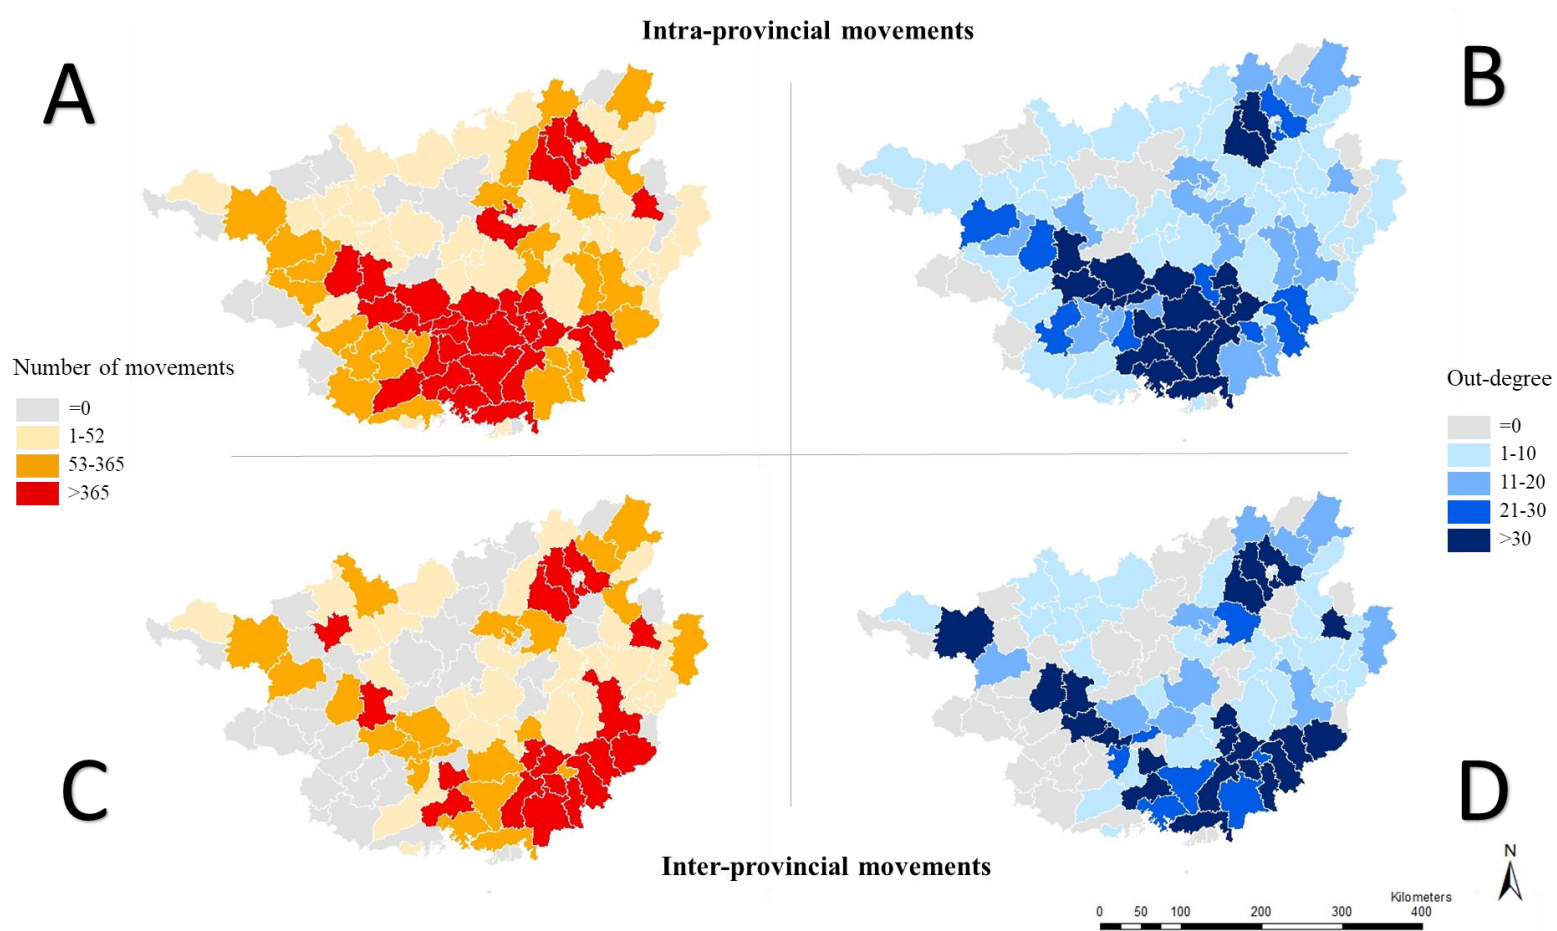 Intra-provincial movements
A
B
Number of movements
=0
1-52
53-365
>365
Out-degree
=0
1-10
11-20
21-30
>30
C
D
Inter-provincial movements
N
Kilometers
0 50 100 200 300 400